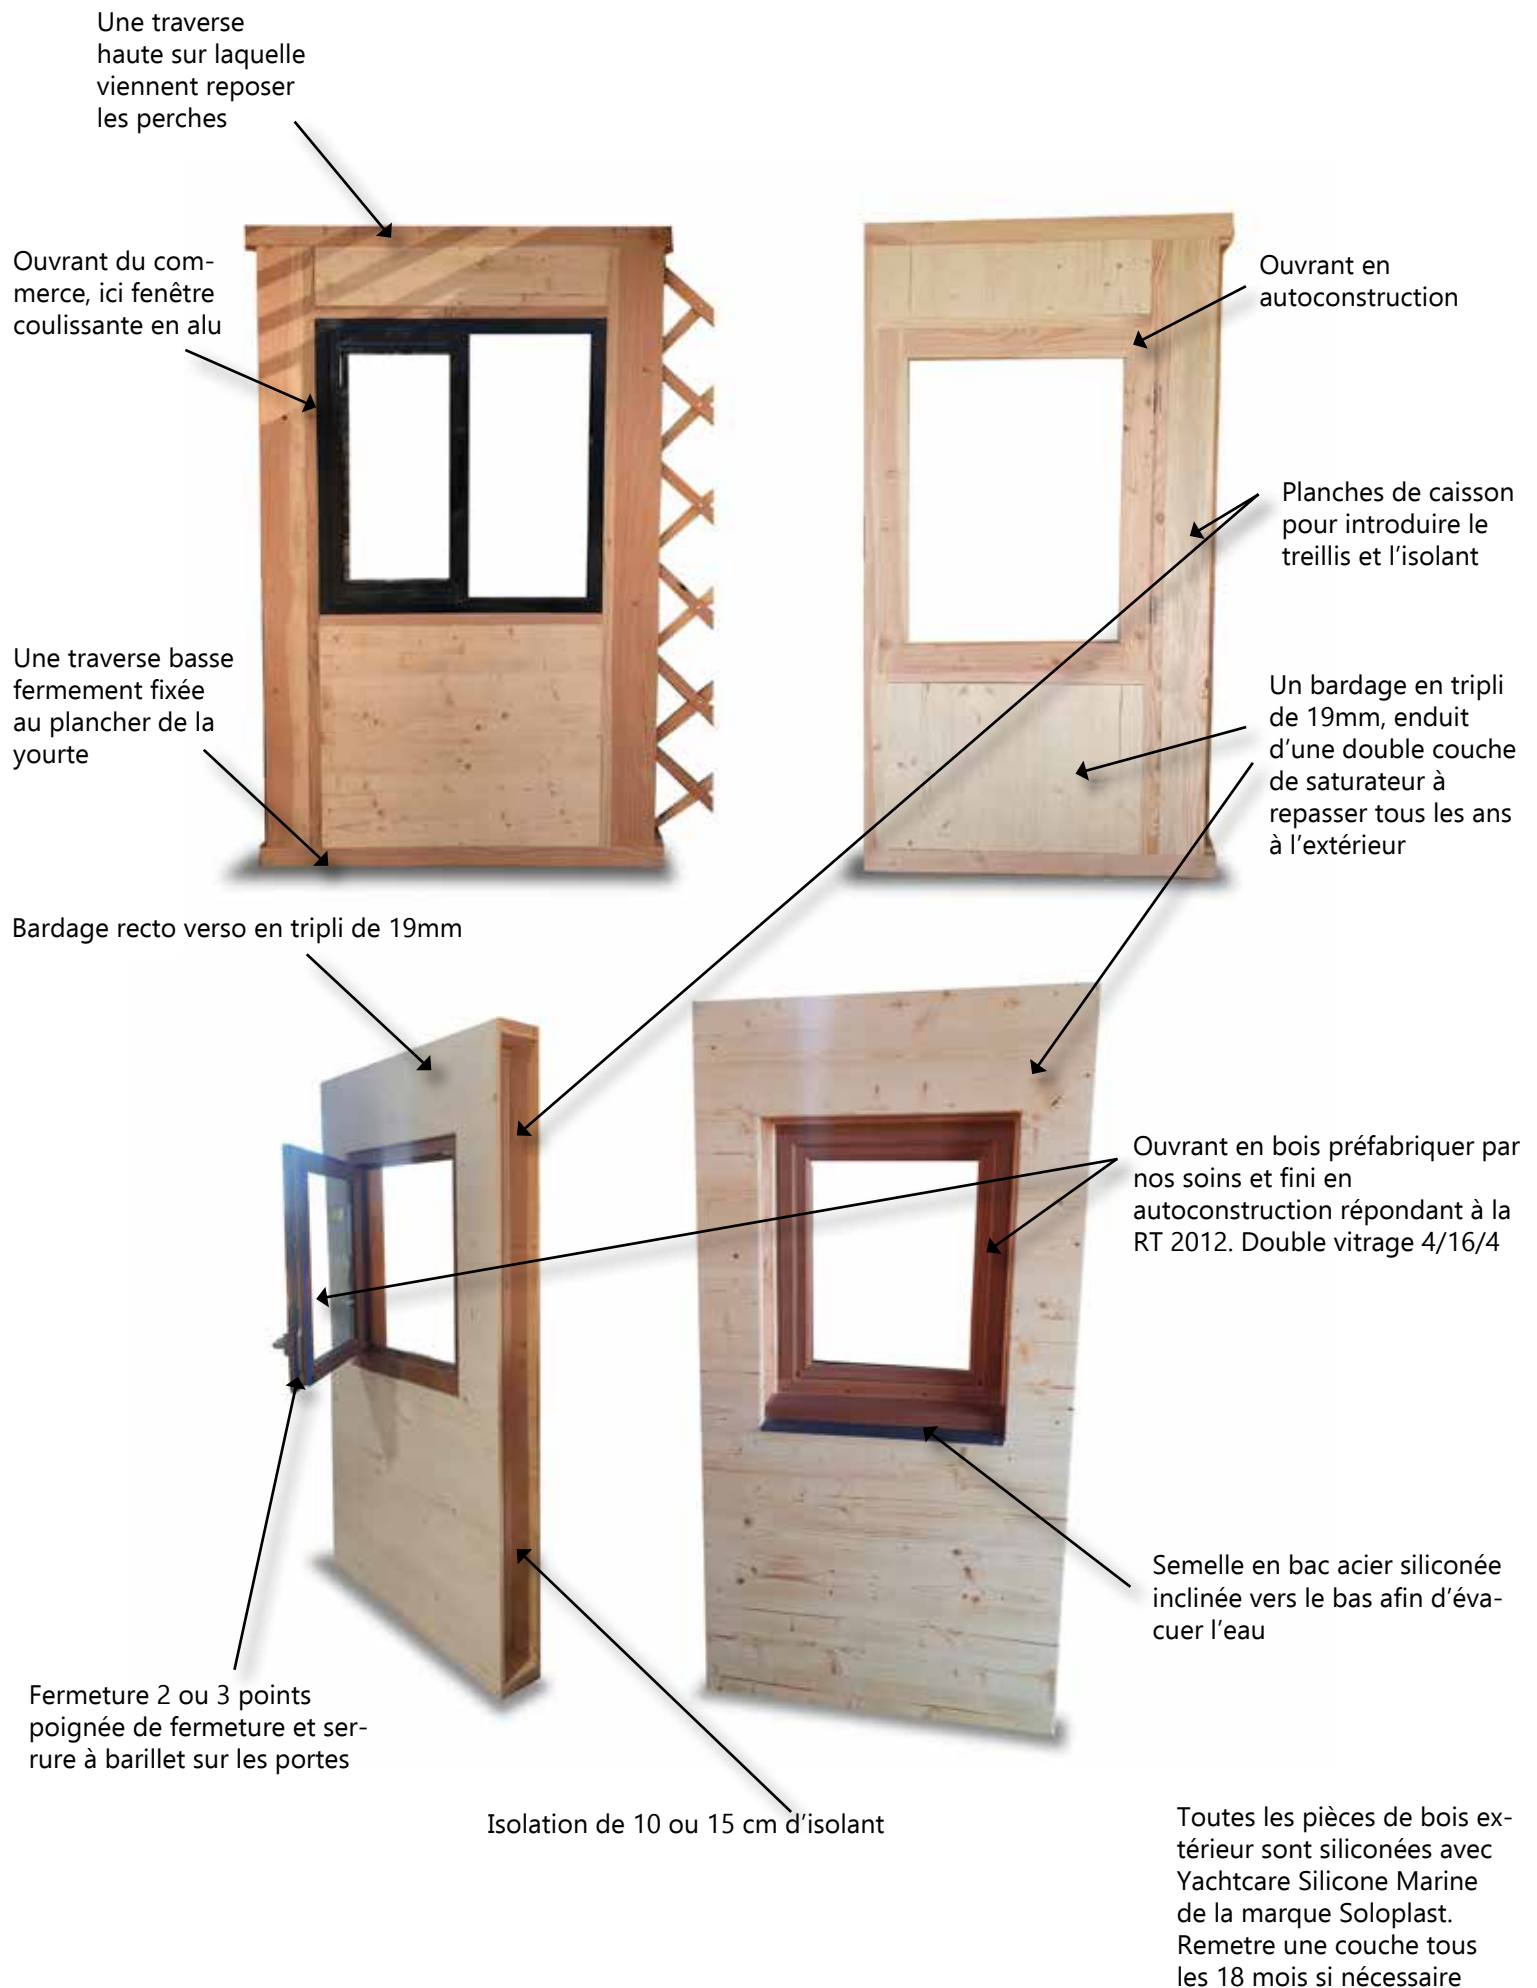 Une traverse
haute sur laquelle
viennent reposer
les perches
Ouvrant du com-
merce, ici fenêtre
coulissante en alu
Ouvrant en
autoconstruction
Planches de caisson
pour introduire le
treillis et l’isolant
Une traverse basse
fermement fixée
au plancher de la
yourte
Un bardage en tripli
de 19mm, enduit
d’une double couche
de saturateur à
repasser tous les ans
à l’extérieur
Bardage recto verso en tripli de 19mm
Ouvrant en bois préfabriquer par
nos soins et fini en
autoconstruction répondant à la
RT 2012. Double vitrage 4/16/4
Semelle en bac acier siliconée
inclinée vers le bas afin d’éva-
cuer l’eau
Fermeture 2 ou 3 points
poignée de fermeture et ser-
rure à barillet sur les portes
Isolation de 10 ou 15 cm d’isolant
Toutes les pièces de bois ex-
térieur sont siliconées avec
Yachtcare Silicone Marine
de la marque Soloplast.
Remetre une couche tous
les 18 mois si nécessaire